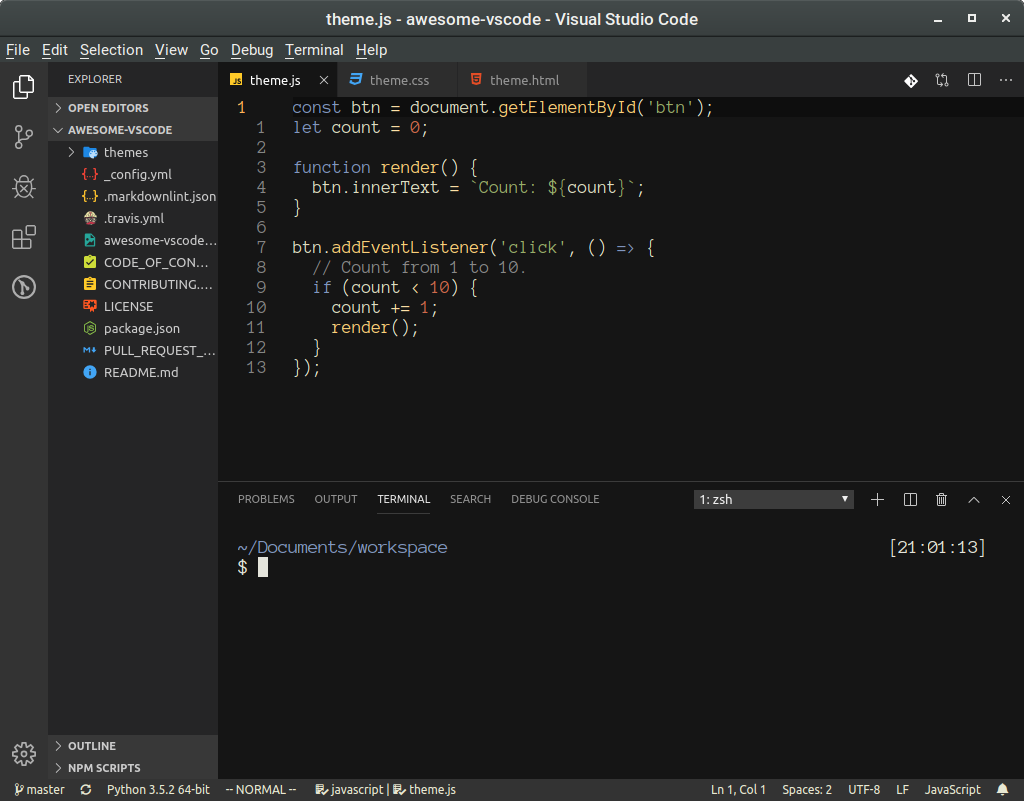 theme.js - awesome-vscode - Visual Studio Code
File Edit Selection View Go Debug Terminal Help
EXPLORER
OPEN EDITORS
AWESOME-VSCODE
themes
_config.yml
.markdownlint.json
.travis.yml
awesome-vscode...
CODE_OF_CON...
CONTRIBUTING....
LICENSE
package.json
PULL_REQUEST_...
README.md
OUTLINE
NPM SCRIPTS
JS theme.js theme.css theme.html
1 const btn = document.getElementById('btn');
1 let count = 0;
2
3 function render() {
4 btn.innerText = `Count: ${count}`;
5 }
6
7 btn.addEventListener('click', () => {
8 // Count from 1 to 10.
9 if (count < 10) {
10 count += 1;
11 render();
12 }
13 });
PROBLEMS OUTPUT TERMINAL SEARCH DEBUG CONSOLE 1: zsh
~/Documents/workspace [21:01:13]
$
master Python 3.5.2 64-bit -- NORMAL -- javascript | theme.js Ln 1, Col 1 Spaces: 2 UTF-8 LF JavaScript